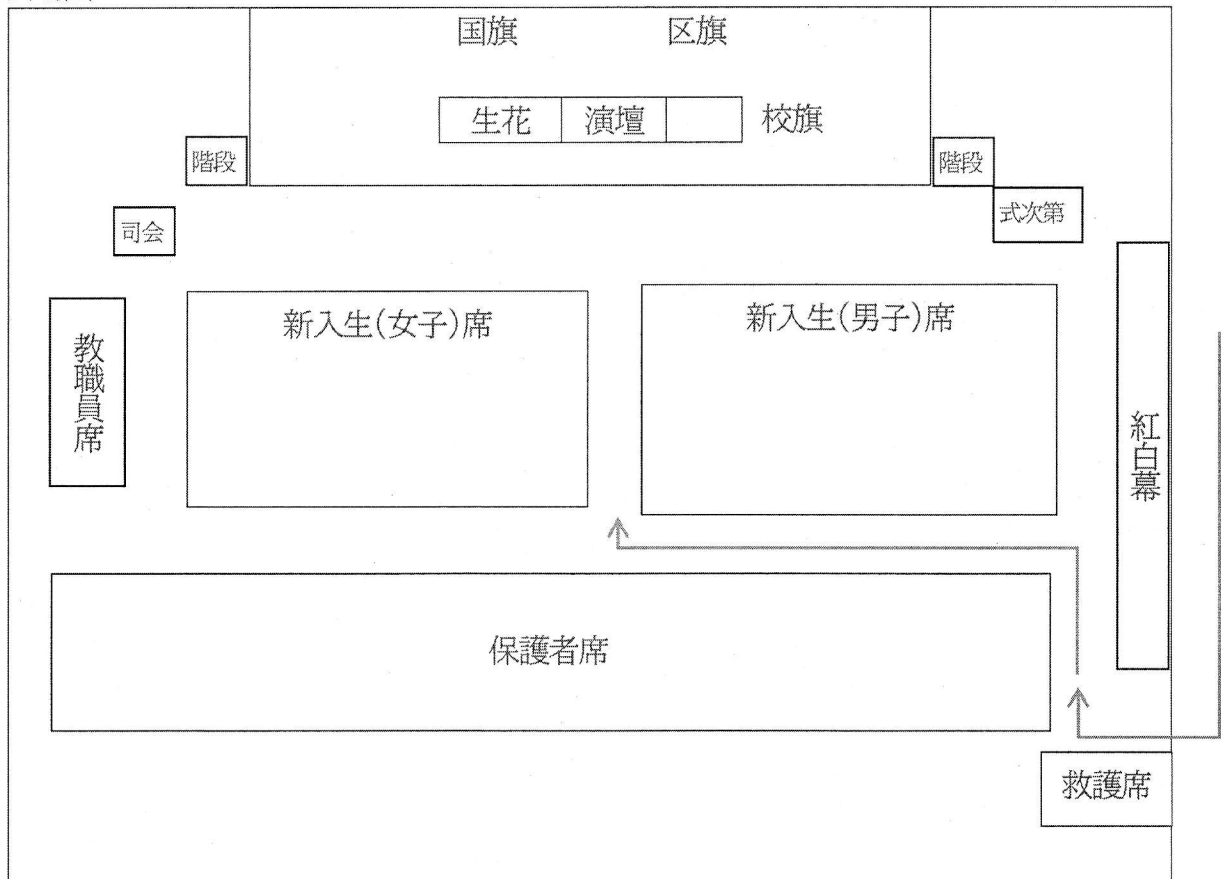 国旗 区旗
生花 演壇 校旗
階段 階段
司会 式次第
新入生(女子)席 新入生(男子)席
教職員席
紅白幕
保護者席
救護席